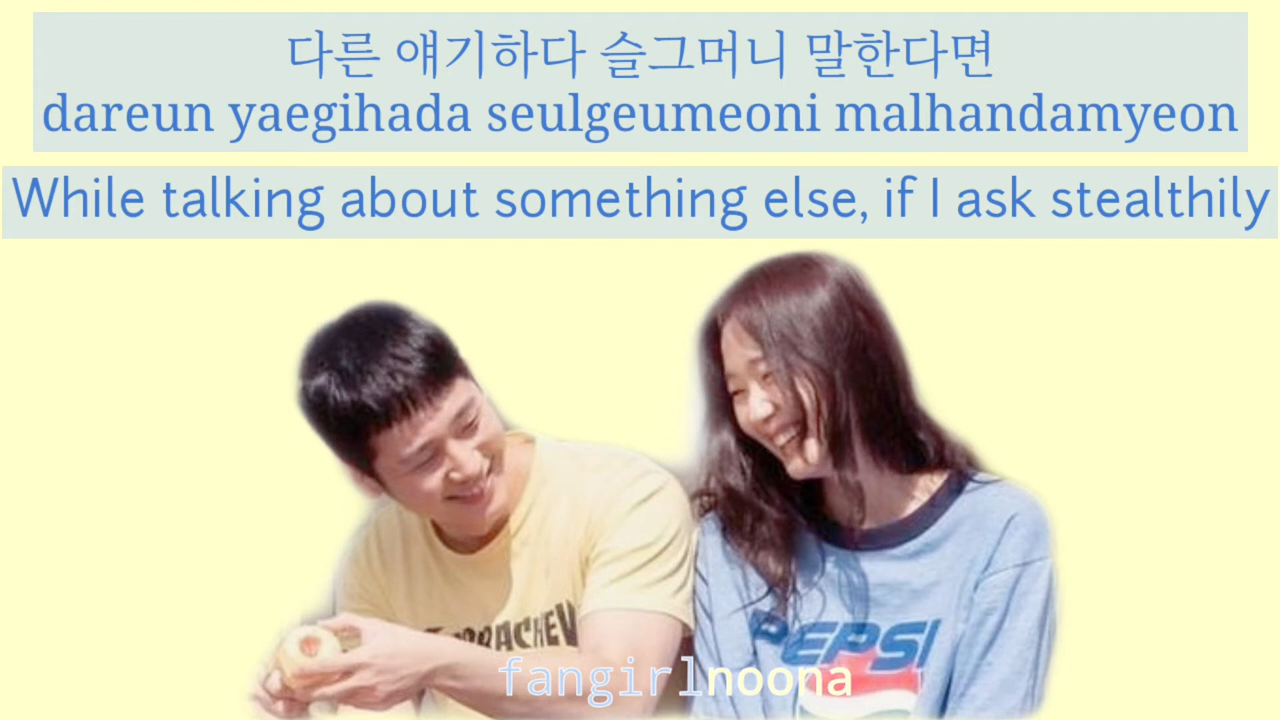 다른 얘기하다 슬그머니 말한다면
dareun yaegihada seulgeumeoni malhandamyeon
While talking about something else, if I ask stealthily
PEPSI
fangirlnoona